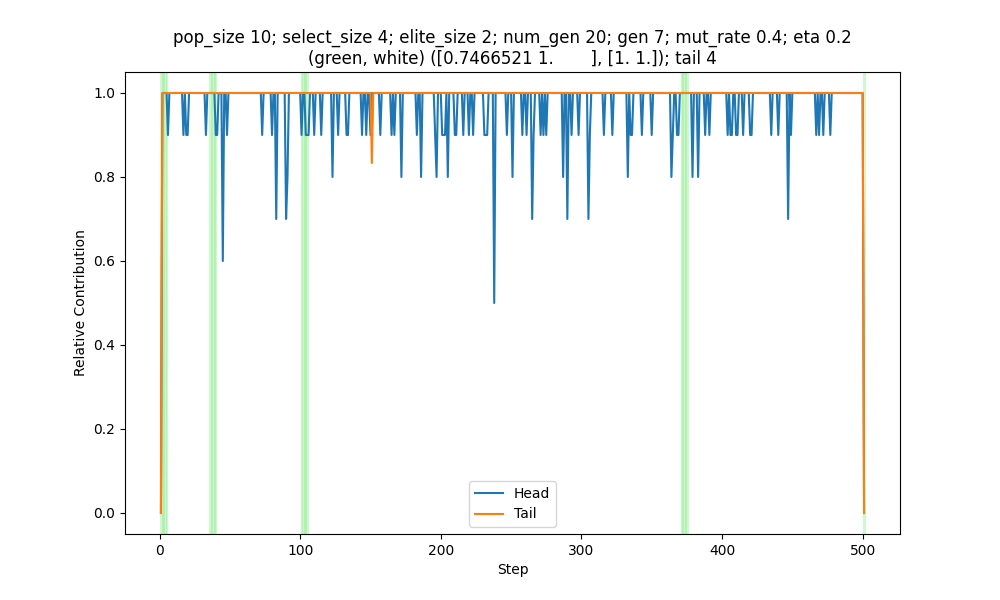 pop_size 10; select_size 4; elite_size 2; num_gen 20; gen 7; mut_rate 0.4; eta 0.2
(green, white) ([0.7466521 1.       ], [1. 1.]); tail 4
1.0
0.8
0.6
0.4
0.2
0.0
Relative Contribution
Head
Tail
0
100
200
300
400
500
Step